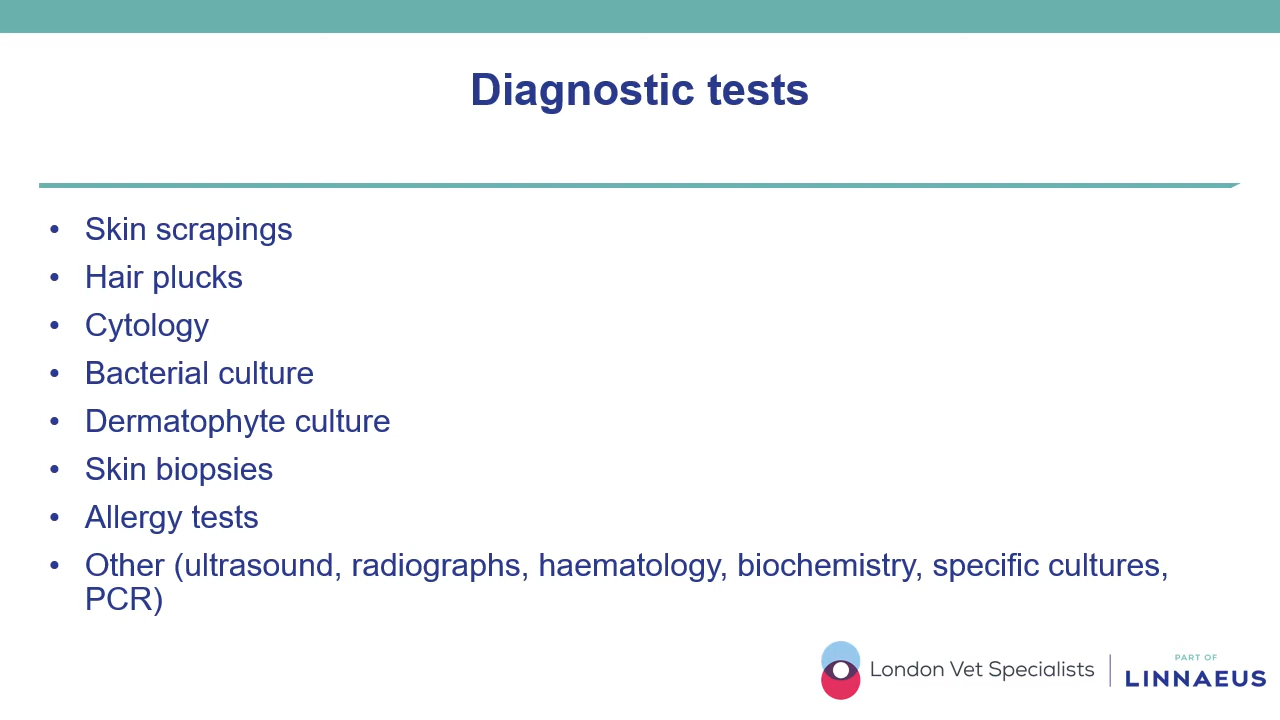 Diagnostic tests
• Skin scrapings
• Hair plucks
• Cytology
• Bacterial culture
• Dermatophyte culture
• Skin biopsies
• Allergy tests
• Other (ultrasound, radiographs, haematology, biochemistry, specific cultures,
PCR)
London Vet Specialists
PART OF
LINNAEUS